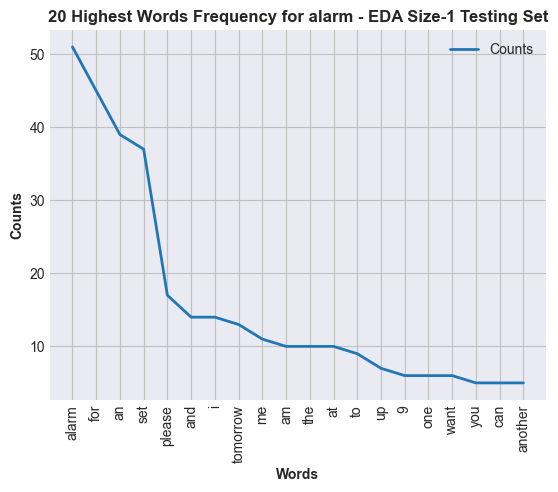 20 Highest Words Frequency for alarm - EDA Size-1 Testing Set
Counts
50
40
30
20
10
Counts
alarm
for
an
set
please
and
i
tomorrow
me
am
the
at
to
up
9
one
want
you
can
another
Words